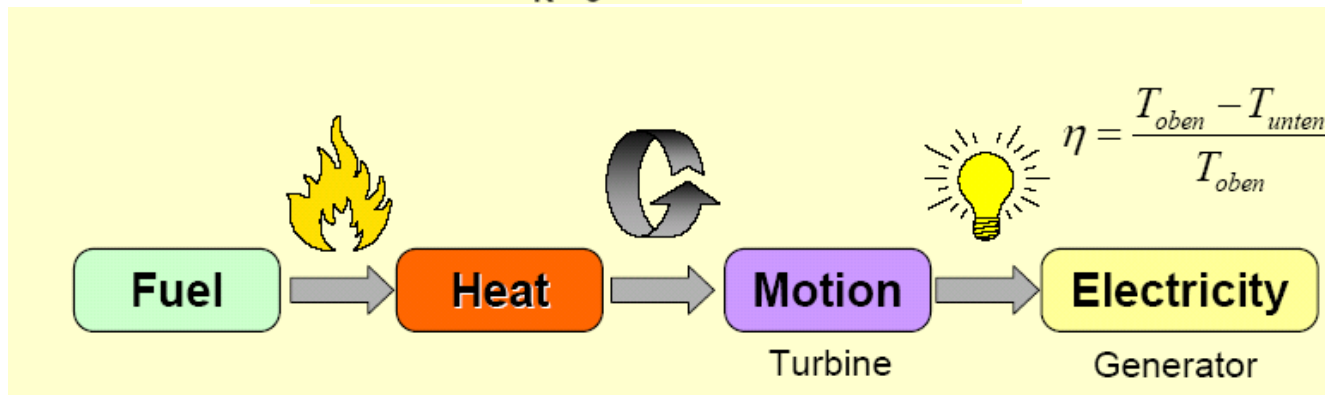 η = (T_oben − T_unten) / T_oben
Fuel
Heat
Motion
Electricity
Turbine
Generator